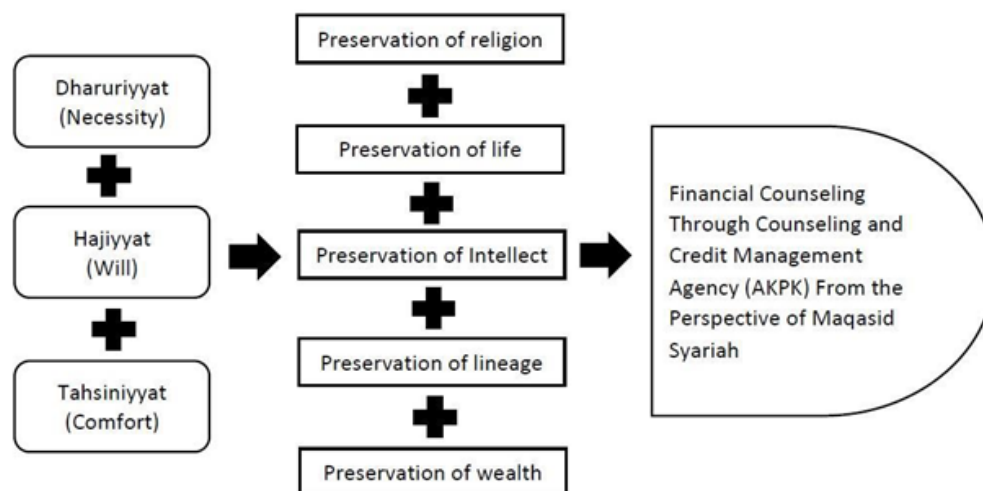 Dharuriyyat
(Necessity)
Hajiyyat
(Will)
Tahsiniyyat
(Comfort)
Preservation of religion
Preservation of life
Preservation of Intellect
Preservation of lineage
Preservation of wealth
Financial Counseling
Through Counseling and
Credit Management
Agency (AKPK) From the
Perspective of Maqasid
Syariah